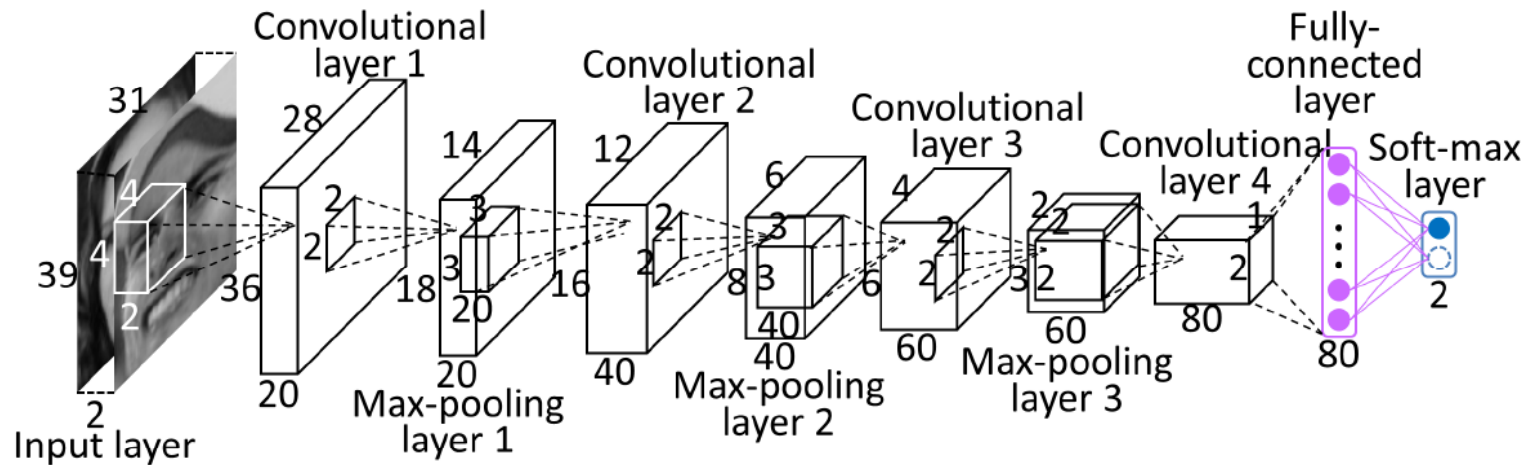 31
4
4
2
39
2
Input layer
Convolutional
layer 1
28
2
2
36
20
14
3
3
20
18
20
Max-pooling
layer 1
Convolutional
layer 2
12
2
2
16
40
6
3
3
40
8
40
Max-pooling
layer 2
Convolutional
layer 3
4
2
2
6
60
2
2
2
3
60
Max-pooling
layer 3
Convolutional
layer 4
1
2
80
Fully-
connected
layer
80
Soft-max
layer
2